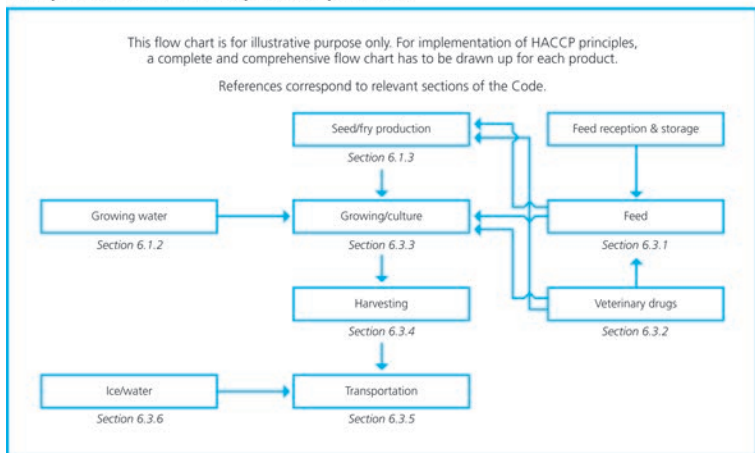 This flow chart is for illustrative purpose only. For implementation of HACCP principles,
a complete and comprehensive flow chart has to be drawn up for each product.
References correspond to relevant sections of the Code.
Seed/fry production
Section 6.1.3
Feed reception & storage
Growing water
Section 6.1.2
Growing/culture
Section 6.3.3
Feed
Section 6.3.1
Harvesting
Section 6.3.4
Veterinary drugs
Section 6.3.2
Ice/water
Section 6.3.6
Transportation
Section 6.3.5